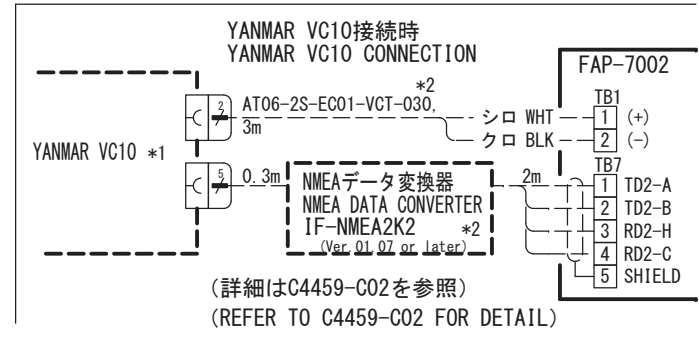 YANMAR VC10接続時
YANMAR VC10 CONNECTION
FAP-7002
*2
TB1
2 AT06-2S-EC01-VCT-030,
3m
シロ WHT 1 (+)
クロ BLK 2 (-)
YANMAR VC10 *1
TB7
5 0.3m
NMEAデータ変換器
NMEA DATA CONVERTER
IF-NMEA2K2 *2
(Ver.01.07 or later)
2m
1 TD2-A
2 TD2-B
3 RD2-H
4 RD2-C
5 SHIELD
(詳細はC4459-C02を参照)
(REFER TO C4459-C02 FOR DETAIL)